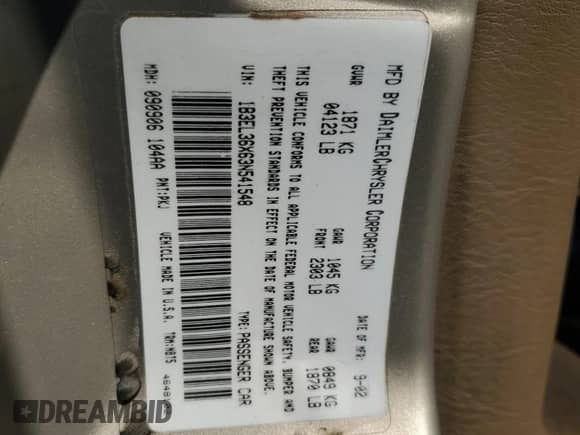 MFD BY DAIMLERCHRYSLER CORPORATION
DATE OF MFR: 9-02
GVWR 1871 KG
04123 LB
GAWR FRONT 1045 KG
2303 LB
GAWR REAR 0849 KG
1870 LB
THIS VEHICLE CONFORMS TO ALL APPLICABLE FEDERAL MOTOR VEHICLE SAFETY, BUMPER AND
THEFT PREVENTION STANDARDS IN EFFECT ON THE DATE OF MANUFACTURE SHOWN ABOVE.
VIN: 1B3EL36X63N541548
TYPE: PASSENGER CAR
MDH: 090906 104AA
PNT: PKJ
VEHICLE MADE IN U.S.A.
TRM: M8T5
DREAMBID